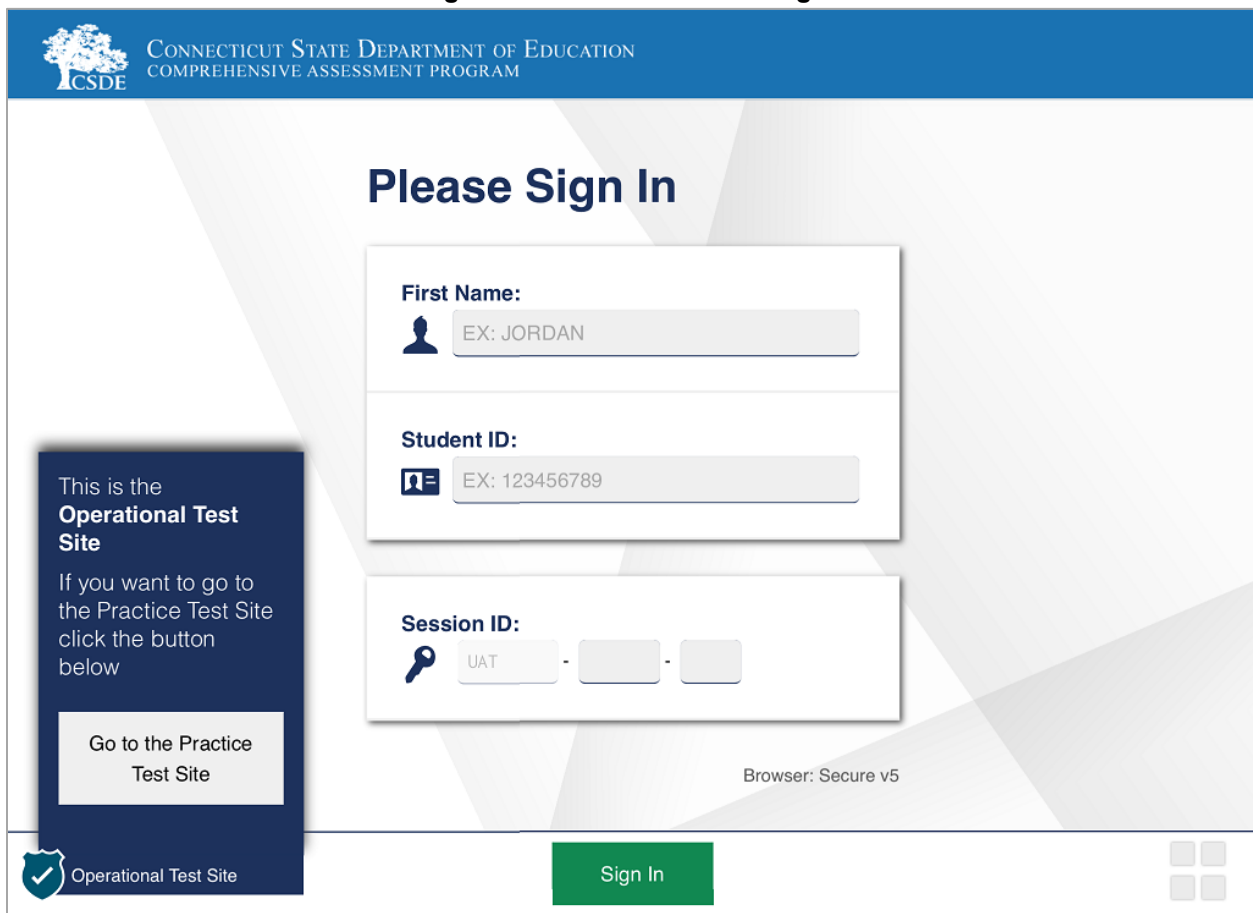 CSDE
CONNECTICUT STATE DEPARTMENT OF EDUCATION
COMPREHENSIVE ASSESSMENT PROGRAM
Please Sign In
First Name:
EX: JORDAN
Student ID:
EX: 123456789
Session ID:
UAT - -
Browser: Secure v5
This is the
Operational Test
Site
If you want to go to
the Practice Test Site
click the button
below
Go to the Practice
Test Site
Operational Test Site
Sign In